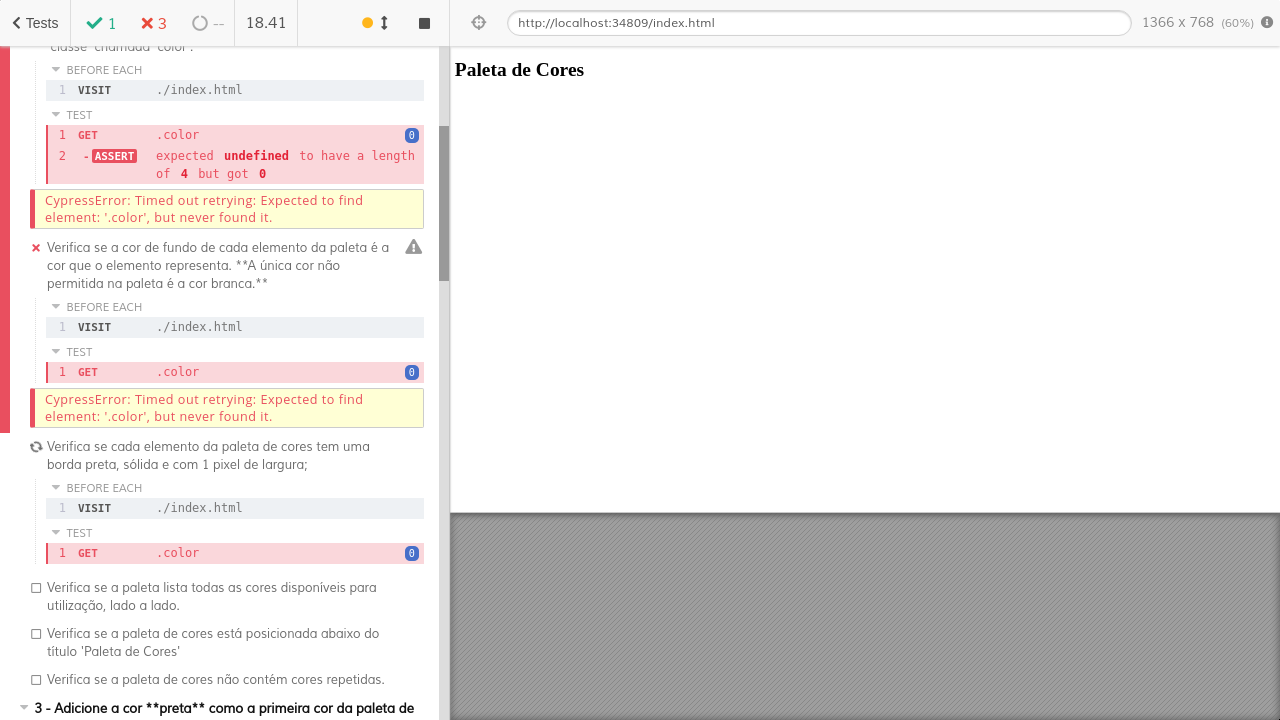 Tests 1 3 -- 18.41
http://localhost:34809/index.html 1366 x 768 (60%)
classe chamada 'color'.
BEFORE EACH
1 VISIT ./index.html
TEST
1 GET .color 0
2 - ASSERT expected undefined to have a length
of 4 but got 0
CypressError: Timed out retrying: Expected to find
element: '.color', but never found it.
Verifica se a cor de fundo de cada elemento da paleta é a
cor que o elemento representa. **A única cor não
permitida na paleta é a cor branca.**
BEFORE EACH
1 VISIT ./index.html
TEST
1 GET .color 0
CypressError: Timed out retrying: Expected to find
element: '.color', but never found it.
Verifica se cada elemento da paleta de cores tem uma
borda preta, sólida e com 1 pixel de largura;
BEFORE EACH
1 VISIT ./index.html
TEST
1 GET .color 0
Verifica se a paleta lista todas as cores disponíveis para
utilização, lado a lado.
Verifica se a paleta de cores está posicionada abaixo do
título 'Paleta de Cores'
Verifica se a paleta de cores não contém cores repetidas.
3 - Adicione a cor **preta** como a primeira cor da paleta de
Paleta de Cores